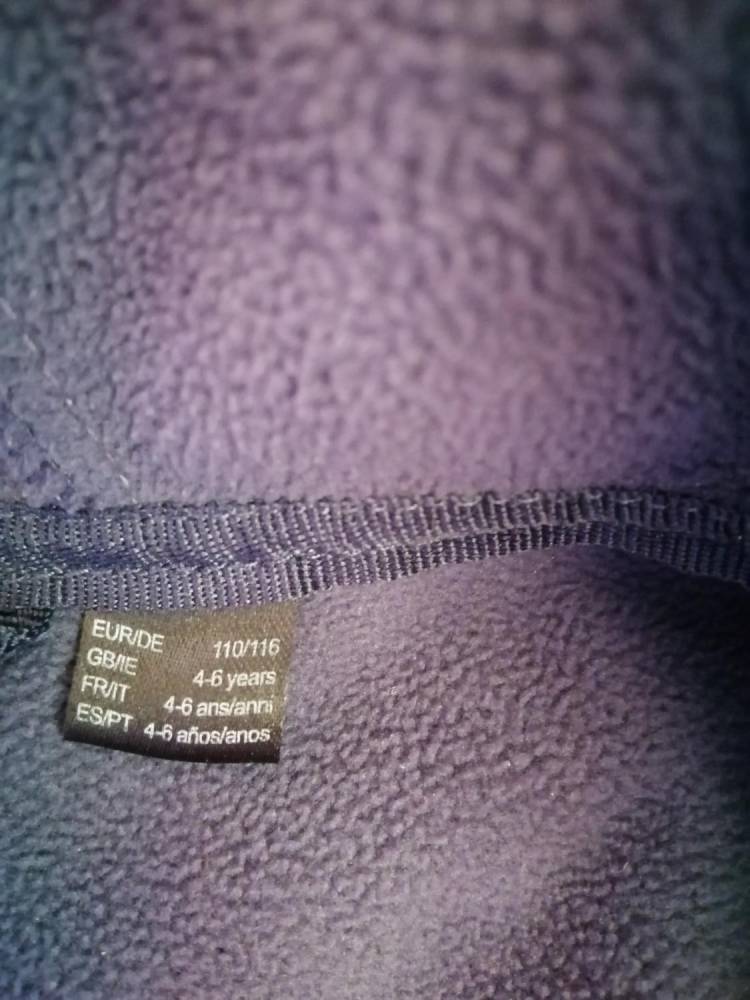 EUR/DE 110/116
GB/IE 4-6 years
FR/IT 4-6 ans/anni
ES/PT 4-6 años/anos